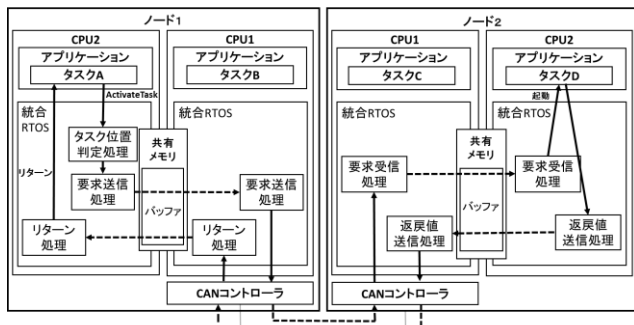 ノード1
CPU2
アプリケーション
タスクA
ActivateTask
統合
RTOS
タスク位置
判定処理
リターン
要求送信
処理
リターン
処理
共有
メモリ
バッファ
CPU1
アプリケーション
タスクB
統合RTOS
要求送信
処理
リターン
処理
CANコントローラ
ノード2
CPU1
アプリケーション
タスクC
統合RTOS
要求受信
処理
返戻値
送信処理
共有
メモリ
バッファ
CPU2
アプリケーション
タスクD
起動
統合RTOS
要求受信
処理
返戻値
送信処理
CANコントローラ